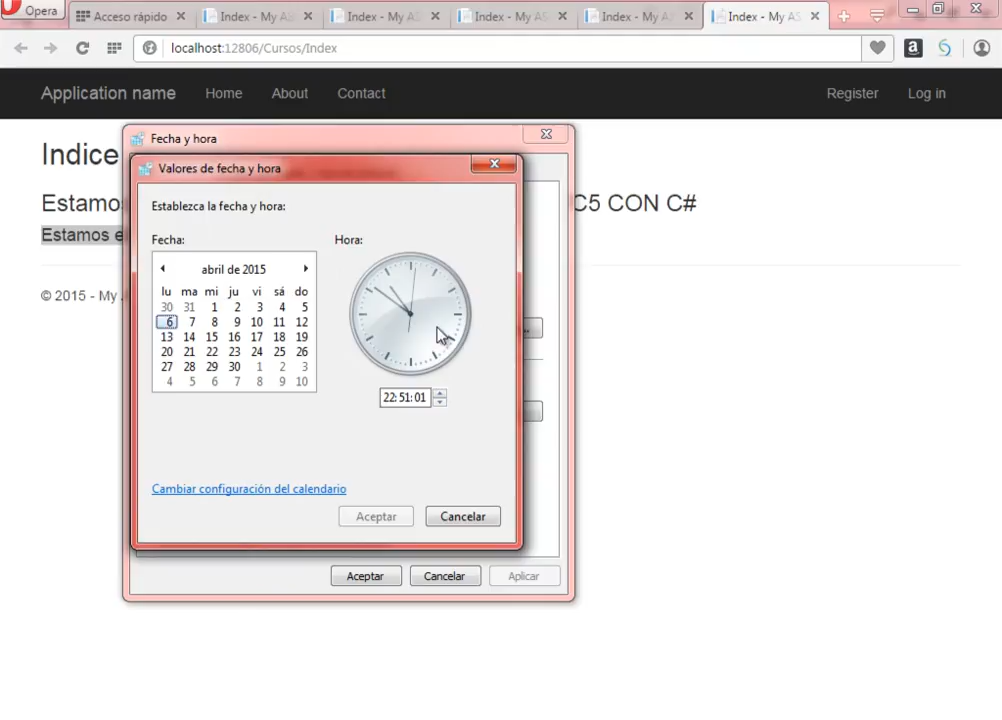 Opera
Acceso rápido
Index - My AS
Index - My A
Index - My A
Index - My A
Index - My AS
localhost:12806/Cursos/Index
Application name Home About Contact Register Log in
Fecha y hora
Indice
Valores de fecha y hora
Establezca la fecha y hora:
Estamos C5 CON C#
Estamos e
Fecha: Hora:
abril de 2015
lu ma mi ju vi sá do
30 31 1 2 3 4 5
6 7 8 9 10 11 12
13 14 15 16 17 18 19
20 21 22 23 24 25 26
27 28 29 30 1 2 3
4 5 6 7 8 9 10
© 2015 - My
22:51:01
Cambiar configuración del calendario
Aceptar Cancelar
Aceptar Cancelar Aplicar